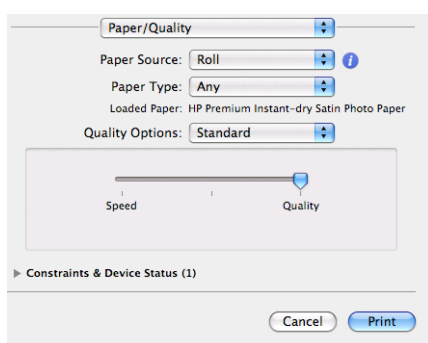 Paper/Quality
Paper Source: Roll
Paper Type: Any
Loaded Paper: HP Premium Instant-dry Satin Photo Paper
Quality Options: Standard
Speed Quality
Constraints & Device Status (1)
Cancel Print